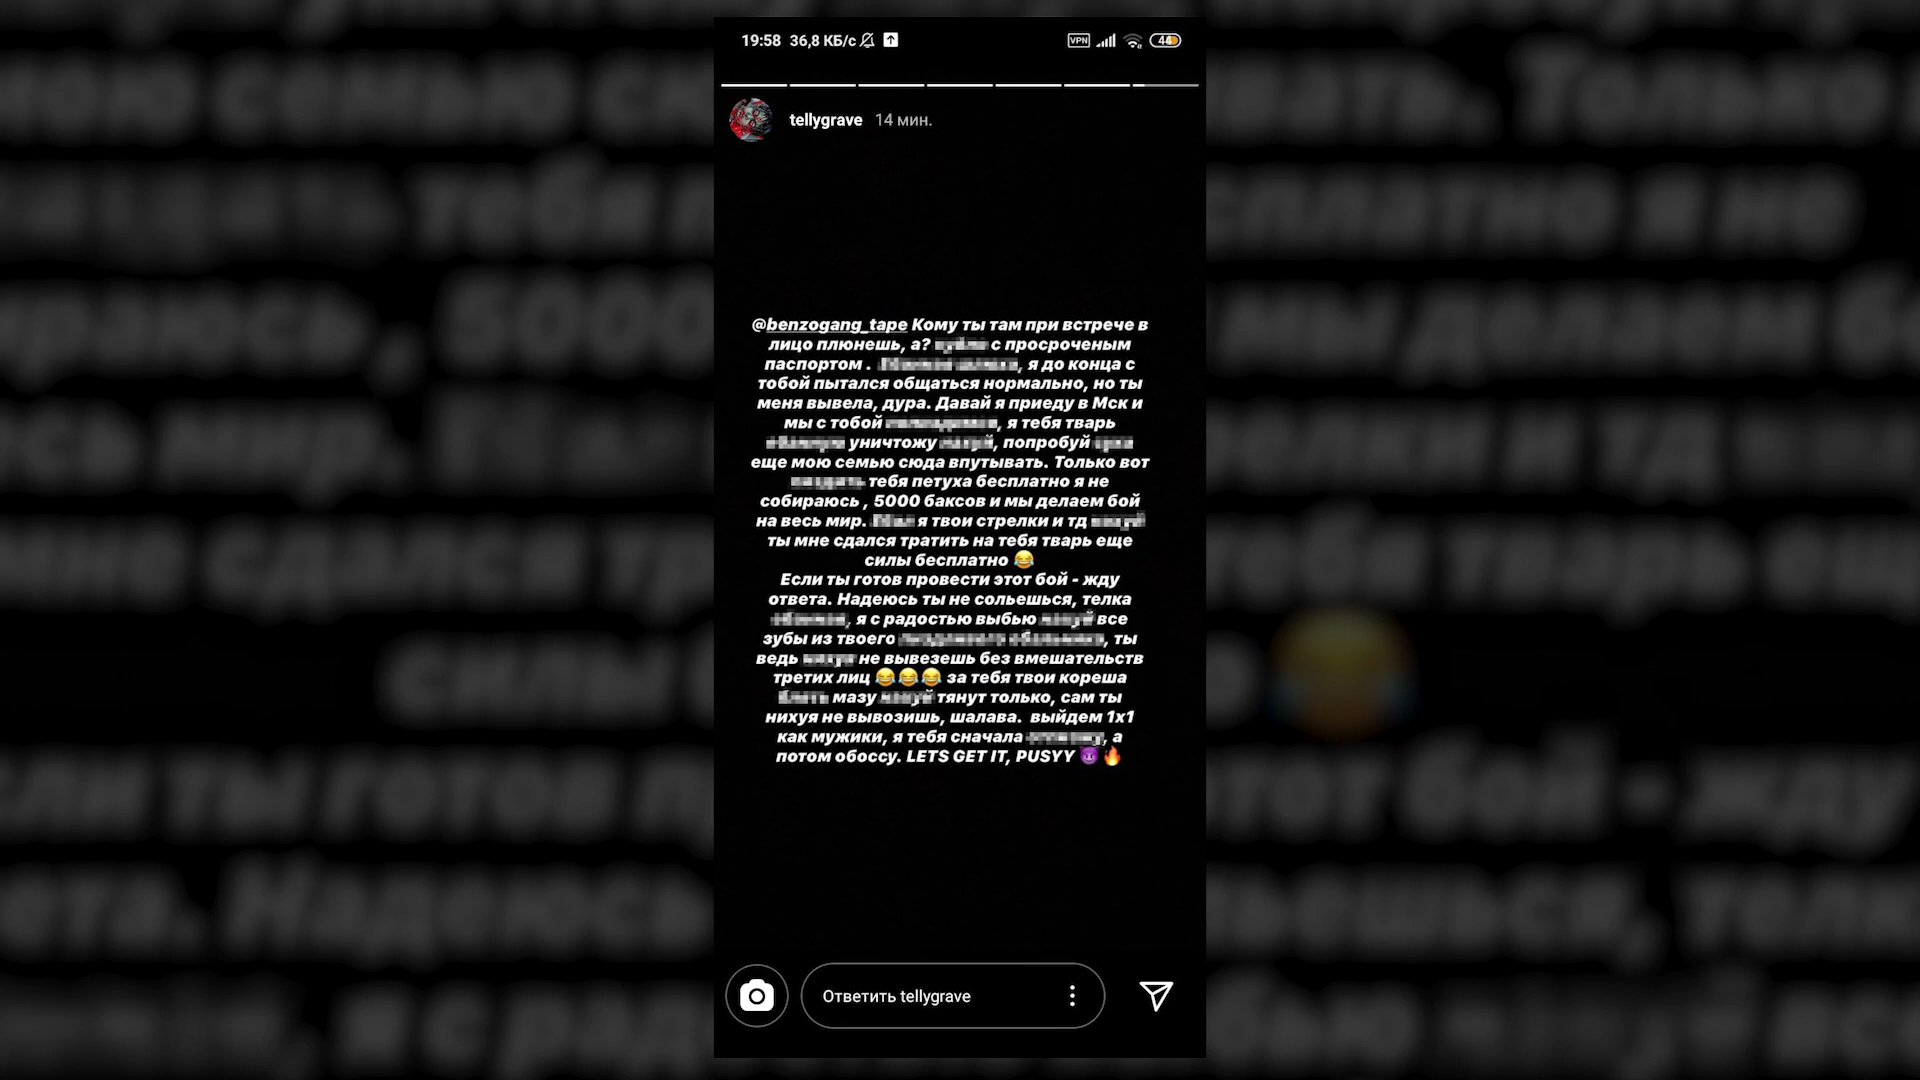 19:58 36,8 КБ/с
VPN
44
tellygrave 14 мин.
@benzogang_tape Кому ты там при встрече в
лицо плюнешь, а? с просроченым
паспортом . , я до конца с
тобой пытался общаться нормально, но ты
меня вывела, дура. Давай я приеду в Мск и
мы с тобой , я тебя тварь
уничтожу , попробуй
еще мою семью сюда впутывать. Только вот
тебя петуха бесплатно я не
собираюсь , 5000 баксов и мы делаем бой
на весь мир. я твои стрелки и тд
ты мне сдался тратить на тебя тварь еще
силы бесплатно 😂
Если ты готов провести этот бой - жду
ответа. Надеюсь ты не сольешься, телка
, я с радостью выбью все
зубы из твоего , ты
ведь не вывезешь без вмешательств
третих лиц 😂😂😂 за тебя твои кореша
мазу тянут только, сам ты
нихуя не вывозишь, шалава. выйдем 1х1
как мужики, я тебя сначала , а
потом обоссу. LETS GET IT, PUSYY 😈🔥
Ответить tellygrave